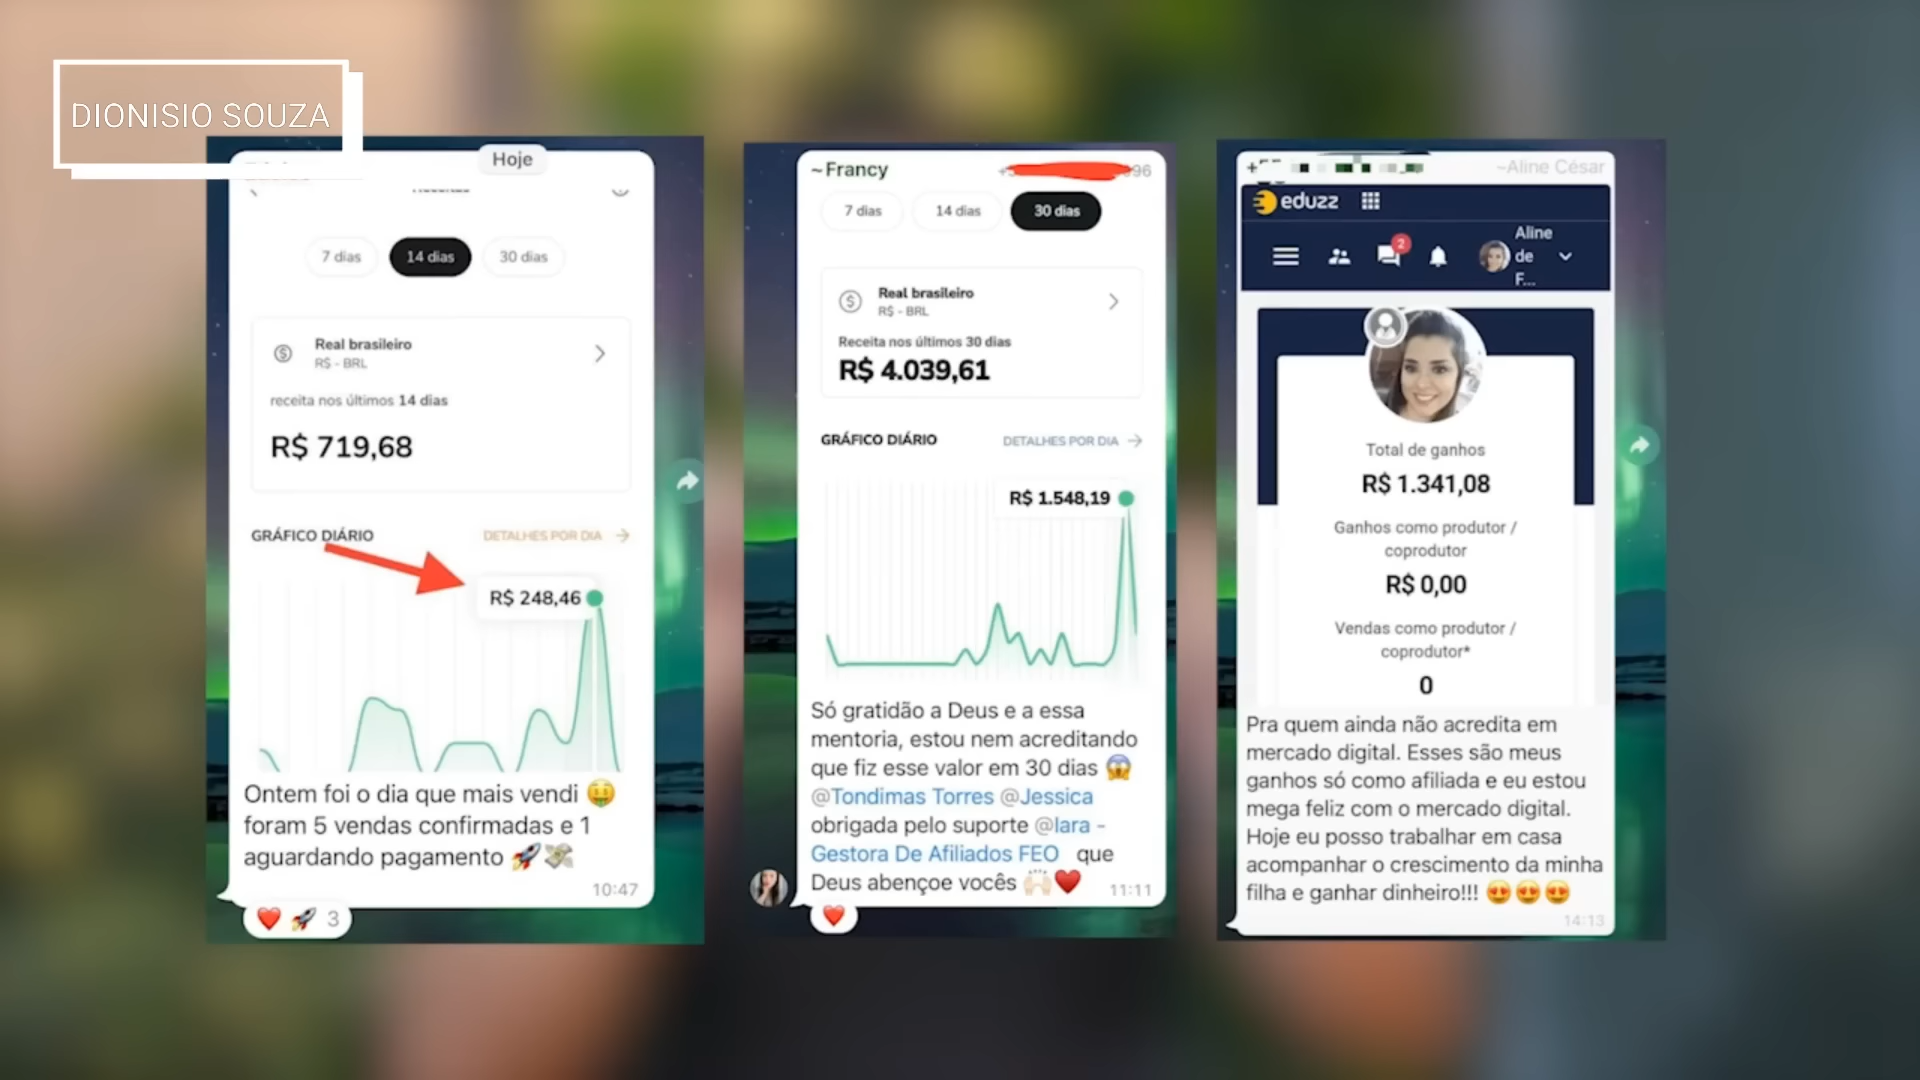 DIONISIO SOUZA
Hoje
7 dias
14 dias
30 dias
Real brasileiro
R$ - BRL
receita nos últimos 14 dias
R$ 719,68
GRÁFICO DIÁRIO
DETALHES POR DIA
R$ 248,46
Ontem foi o dia que mais vendi 🤑
foram 5 vendas confirmadas e 1
aguardando pagamento 🚀💸
10:47
❤️ 🚀 3
~Francy
96
7 dias
14 dias
30 dias
Real brasileiro
R$ - BRL
Receita nos últimos 30 dias
R$ 4.039,61
GRÁFICO DIÁRIO
DETALHES POR DIA
R$ 1.548,19
Só gratidão a Deus e a essa
mentoria, estou nem acreditando
que fiz esse valor em 30 dias 😱
@Tondimas Torres @Jessica
obrigada pelo suporte @Iara -
Gestora De Afiliados FEO que
Deus abençoe vocês 🙌🏻❤️
11:11
~Aline César
eduzz
2
Aline
de
F...
Total de ganhos
R$ 1.341,08
Ganhos como produtor /
coprodutor
R$ 0,00
Vendas como produtor /
coprodutor*
0
Pra quem ainda não acredita em
mercado digital. Esses são meus
ganhos só como afiliada e eu estou
mega feliz com o mercado digital.
Hoje eu posso trabalhar em casa
acompanhar o crescimento da minha
filha e ganhar dinheiro!!! 😍😍😍
14:13